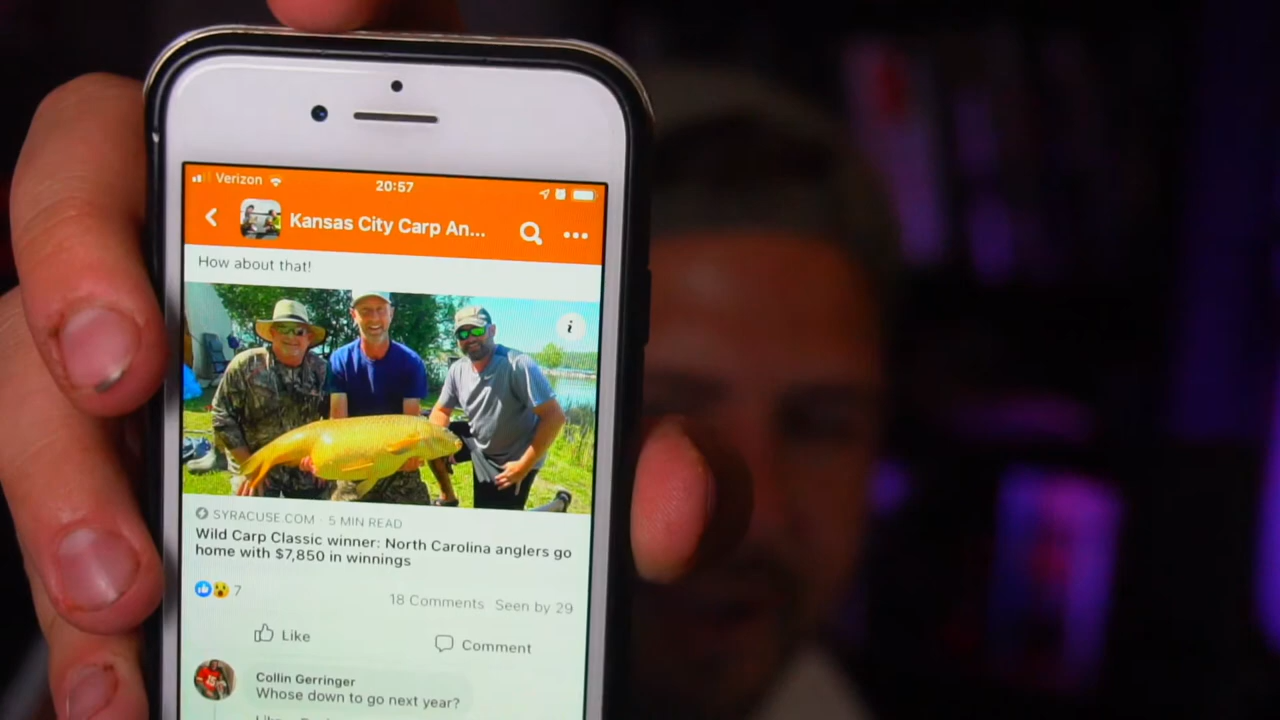 Verizon
20:57
Kansas City Carp An...
How about that!
SYRACUSE.COM · 5 MIN READ
Wild Carp Classic winner: North Carolina anglers go
home with $7,850 in winnings
7
18 Comments Seen by 29
Like
Comment
Collin Gerringer
Whose down to go next year?